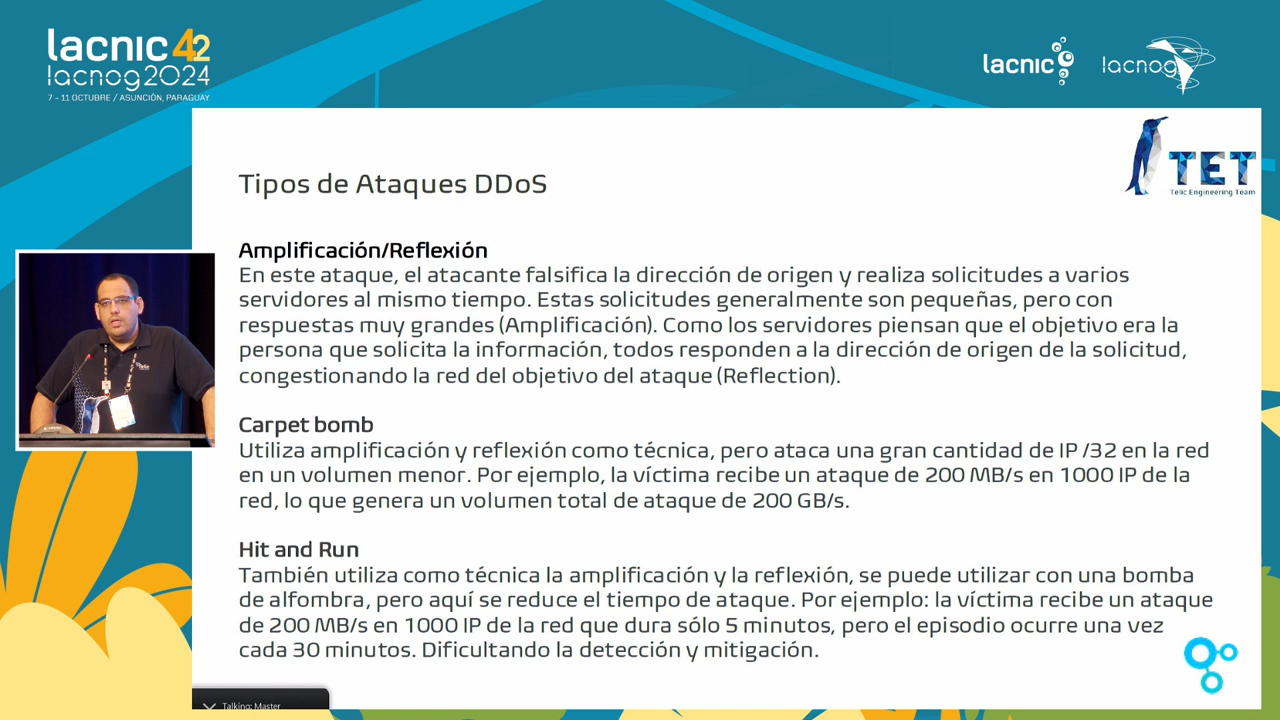 lacnic 42
lacnog2024
7 - 11 OCTUBRE / ASUNCIÓN, PARAGUAY
lacnic
lacnog
TET
Telic Engineering Team
Tipos de Ataques DDoS
Amplificación/Reflexión
En este ataque, el atacante falsifica la dirección de origen y realiza solicitudes a varios
servidores al mismo tiempo. Estas solicitudes generalmente son pequeñas, pero con
respuestas muy grandes (Amplificación). Como los servidores piensan que el objetivo era la
persona que solicita la información, todos responden a la dirección de origen de la solicitud,
congestionando la red del objetivo del ataque (Reflection).
Carpet bomb
Utiliza amplificación y reflexión como técnica, pero ataca una gran cantidad de IP /32 en la red
en un volumen menor. Por ejemplo, la víctima recibe un ataque de 200 MB/s en 1000 IP de la
red, lo que genera un volumen total de ataque de 200 GB/s.
Hit and Run
También utiliza como técnica la amplificación y la reflexión, se puede utilizar con una bomba
de alfombra, pero aquí se reduce el tiempo de ataque. Por ejemplo: la víctima recibe un ataque
de 200 MB/s en 1000 IP de la red que dura sólo 5 minutos, pero el episodio ocurre una vez
cada 30 minutos. Dificultando la detección y mitigación.
Talking: Master